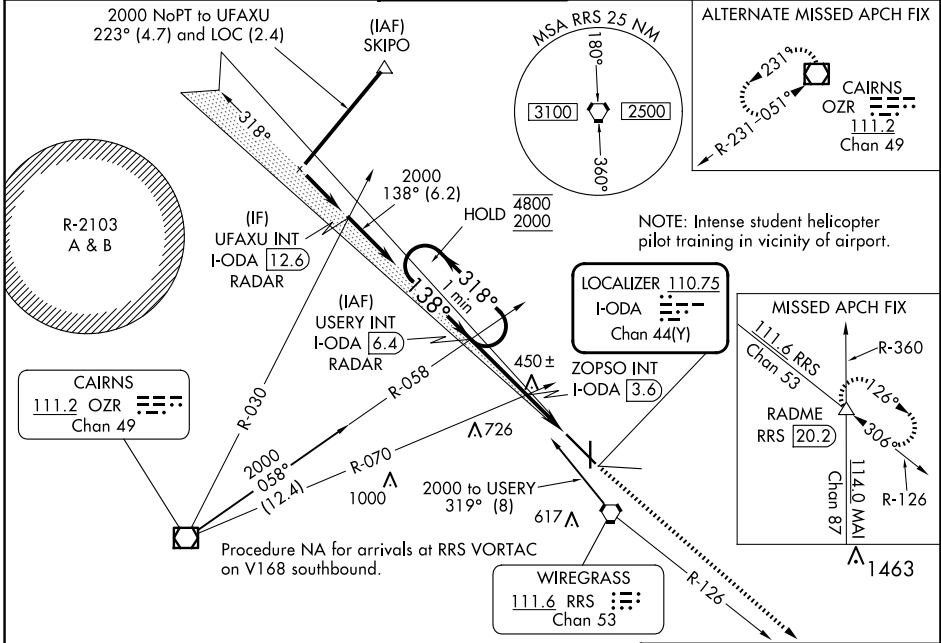 2000 NoPT to UFAXU
223° (4.7) and LOC (2.4)
(IAF)
SKIPO
MSA RRS 25 NM
180°
3100
2500
360°
ALTERNATE MISSED APCH FIX
231°
CAIRNS
OZR
111.2
Chan 49
R-231
051°
318°
R-2103
A & B
2000
138° (6.2)
HOLD
4800
2000
(IF)
UFAXU INT
I-ODA 12.6
RADAR
NOTE: Intense student helicopter
pilot training in vicinity of airport.
318°
1 min
138°
(IAF)
USERY INT
I-ODA 6.4
RADAR
LOCALIZER 110.75
I-ODA
Chan 44(Y)
MISSED APCH FIX
111.6 RRS
Chan 53
R-360
RADME
RRS 20.2
126°
306°
R-126
114.0 MAI
Chan 87
1463
450 ±
ZOPSO INT
I-ODA 3.6
CAIRNS
111.2 OZR
Chan 49
R-030
R-058
726
2000
058°
(12.4)
R-070
1000
2000 to USERY
319° (8)
617
Procedure NA for arrivals at RRS VORTAC
on V168 southbound.
WIREGRASS
111.6 RRS
Chan 53
R-126